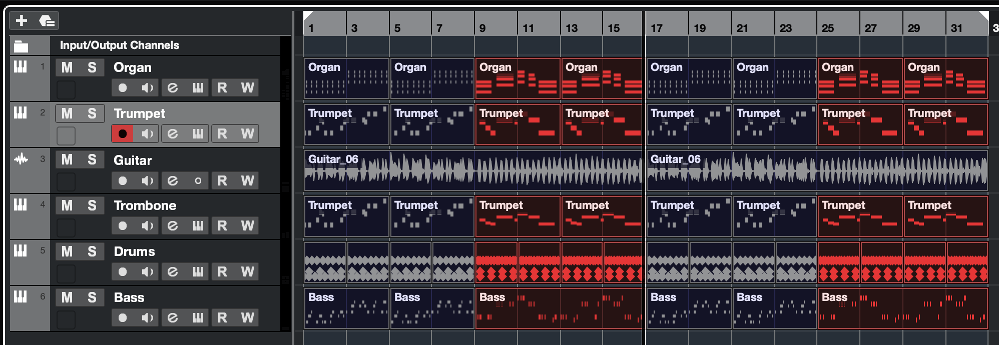 1 3 5 7 9 11 13 15 17 19 21 23 25 27 29 31 3
Input/Output Channels
1 M S Organ
R W
Organ Organ Organ Organ Organ Organ Organ Organ
2 M S Trumpet
e R W
Trumpet Trumpet Trumpet Trumpet Trumpet Trumpet Trumpet Trumpet
3 M S Guitar
e R W
Guitar_06 Guitar_06
4 M S Trombone
e R W
Trumpet Trumpet Trumpet Trumpet Trumpet Trumpet Trumpet Trumpet
5 M S Drums
e R W
6 M S Bass
e R W
Bass Bass Bass Bass Bass Bass